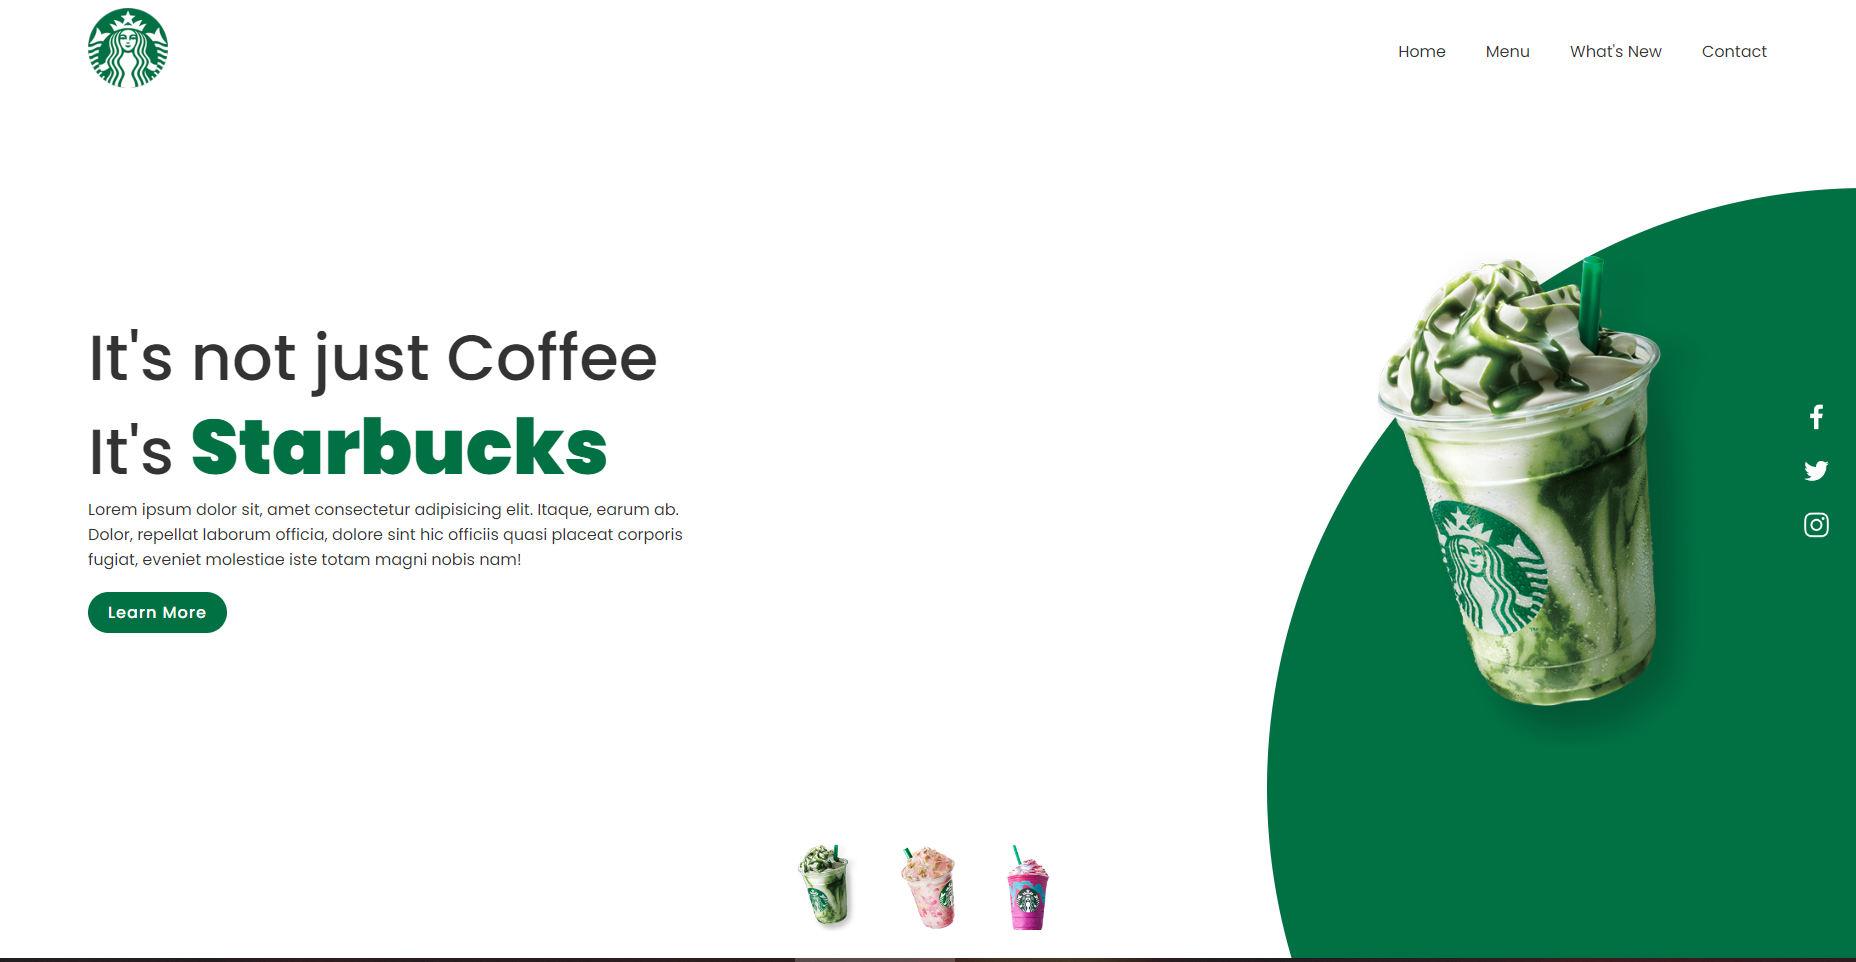 Home Menu What's New Contact
It's not just Coffee
It's Starbucks
Lorem ipsum dolor sit, amet consectetur adipisicing elit. Itaque, earum ab.
Dolor, repellat laborum officia, dolore sint hic officiis quasi placeat corporis
fugiat, eveniet molestiae iste totam magni nobis nam!
Learn More